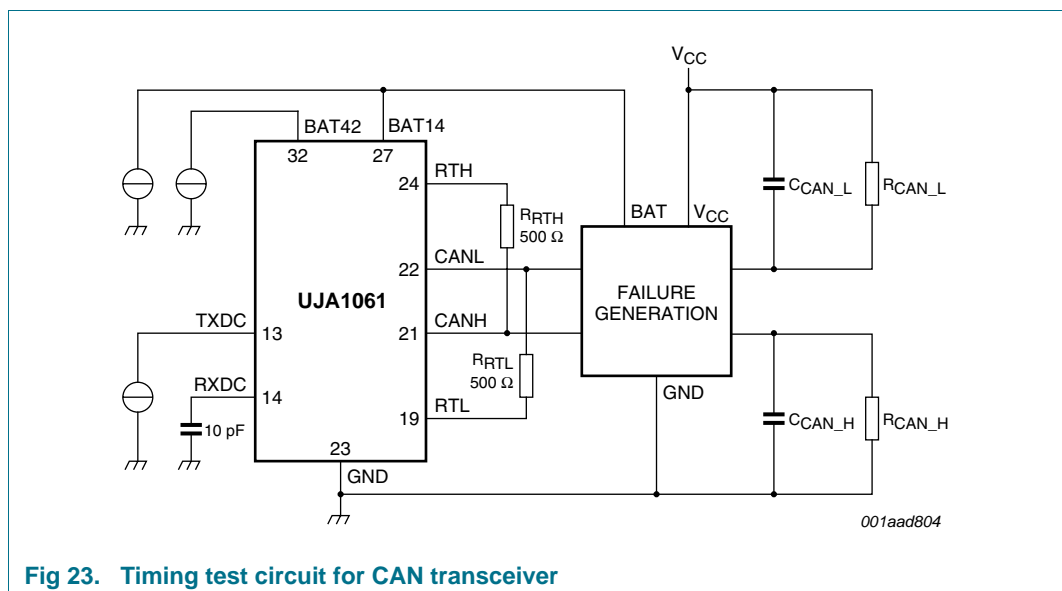 VCC
BAT42
BAT14
32
27
RTH
24
RRTH
500 Ω
BAT
VCC
CCAN_L
RCAN_L
CANL
22
UJA1061
FAILURE
GENERATION
TXDC
13
CANH
21
RXDC
14
10 pF
RRTL
500 Ω
RTL
19
GND
CCAN_H
RCAN_H
23
GND
001aad804
Fig 23. Timing test circuit for CAN transceiver